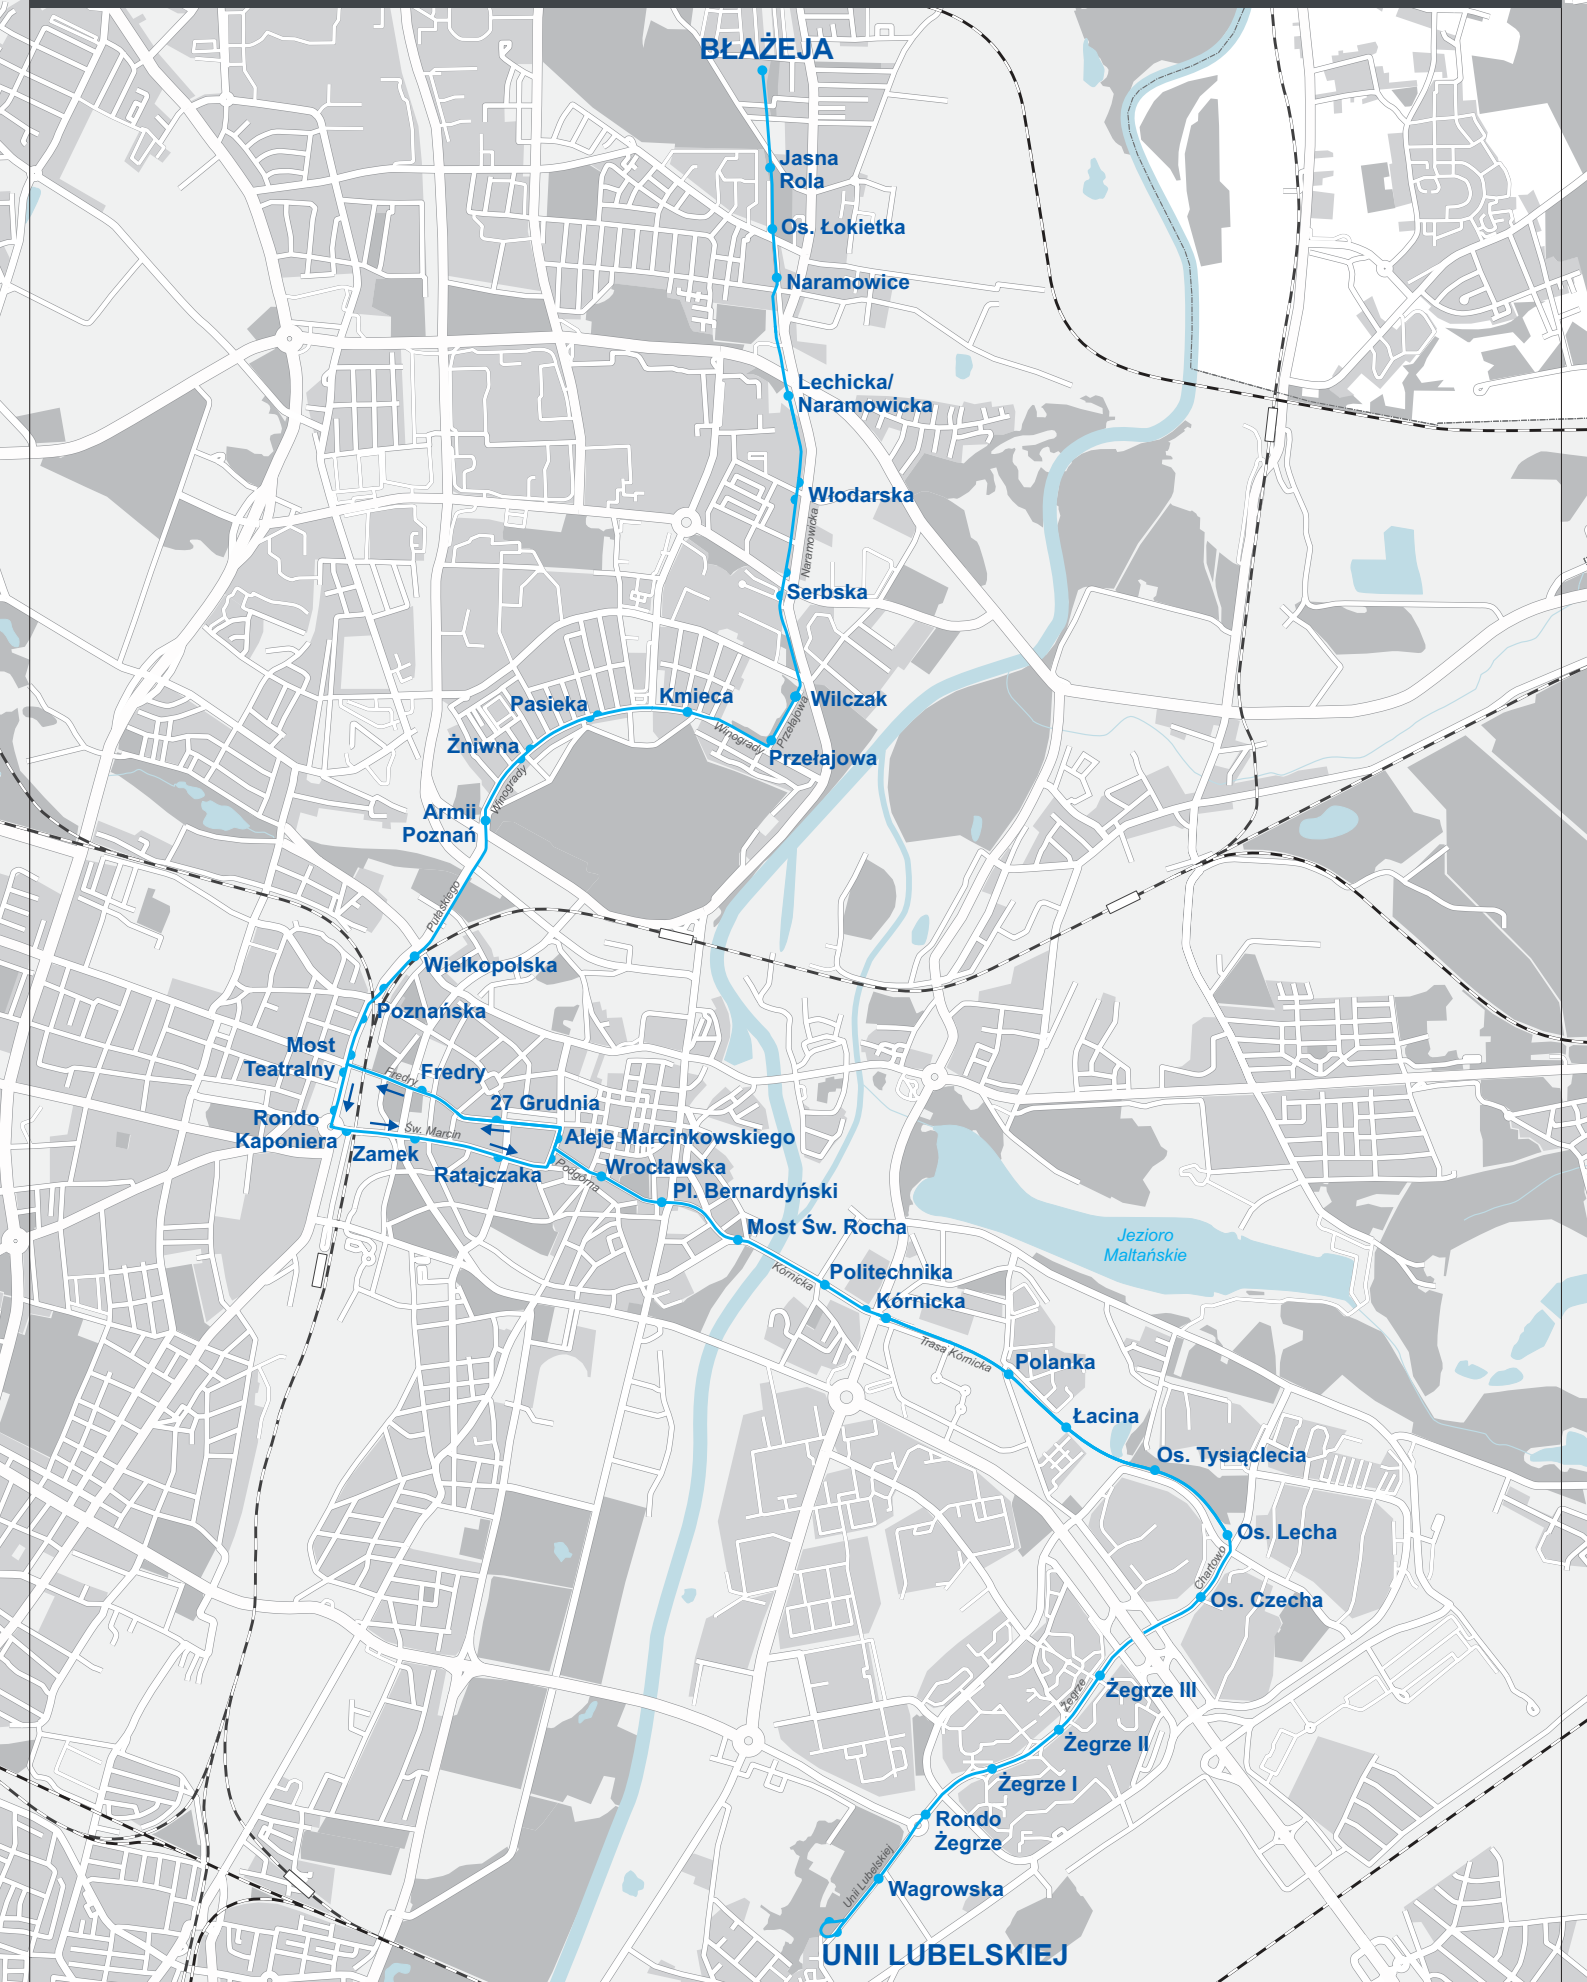 BŁAŻEJA
Jasna
Rola
Os. Łokietka
Naramowice
Lechicka/
Naramowicka
Włodarska
Naramowicka
Serbska
Wilczak
Przełajowa
Przełajowa
Winogrady
Kmieca
Pasieka
Żniwna
Winogrady
Armii
Poznań
Pułaskiego
Wielkopolska
Poznańska
Most
Teatralny
Fredry
Fredry
27 Grudnia
Rondo
Kaponiera
Św. Marcin
Zamek
Ratajczaka
Aleje Marcinkowskiego
Podgórna
Wrocławska
Pl. Bernardyński
Most Św. Rocha
Jezioro
Maltańskie
Kórnicka
Politechnika
Kórnicka
Trasa Kórnicka
Polanka
Łacina
Os. Tysiąclecia
Os. Lecha
Chartowo
Os. Czecha
Żegrze III
Żegrze
Żegrze II
Żegrze I
Rondo
Żegrze
Unii Lubelskiej
Wagrowska
UNII LUBELSKIEJ